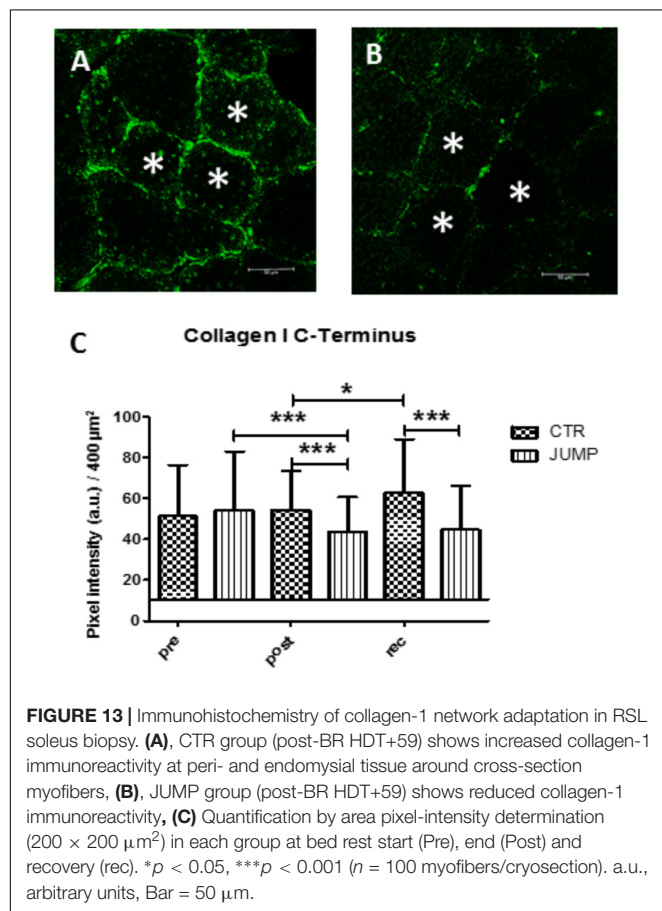 A
B
* * *
* * *
50 µm
50 µm
C
Collagen I C-Terminus
Pixel intensity (a.u.) / 400µm²
100
80
60
40
20
0
*
***
***
***
CTR
JUMP
pre
post
rec
FIGURE 13 | Immunohistochemistry of collagen-1 network adaptation in RSL
soleus biopsy. (A), CTR group (post-BR HDT+59) shows increased collagen-1
immunoreactivity at peri- and endomysial tissue around cross-section
myofibers, (B), JUMP group (post-BR HDT+59) shows reduced collagen-1
immunoreactivity, (C) Quantification by area pixel-intensity determination
(200 × 200 µm²) in each group at bed rest start (Pre), end (Post) and
recovery (rec). *p < 0.05, ***p < 0.001 (n = 100 myofibers/cryosection). a.u.,
arbitrary units, Bar = 50 µm.